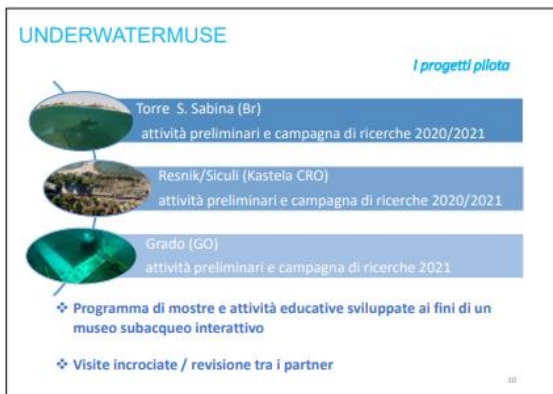 UNDERWATERMUSE
I progetti pilota
Torre S. Sabina (Br)
attività preliminari e campagna di ricerche 2020/2021
Resnik/Siculi (Kastela CRO)
attività preliminari e campagna di ricerche 2020/2021
Grado (GO)
attività preliminari e campagna di ricerche 2021
❖ Programma di mostre e attività educative sviluppate ai fini di un
museo subacqueo interattivo
❖ Visite incrociate / revisione tra i partner
10